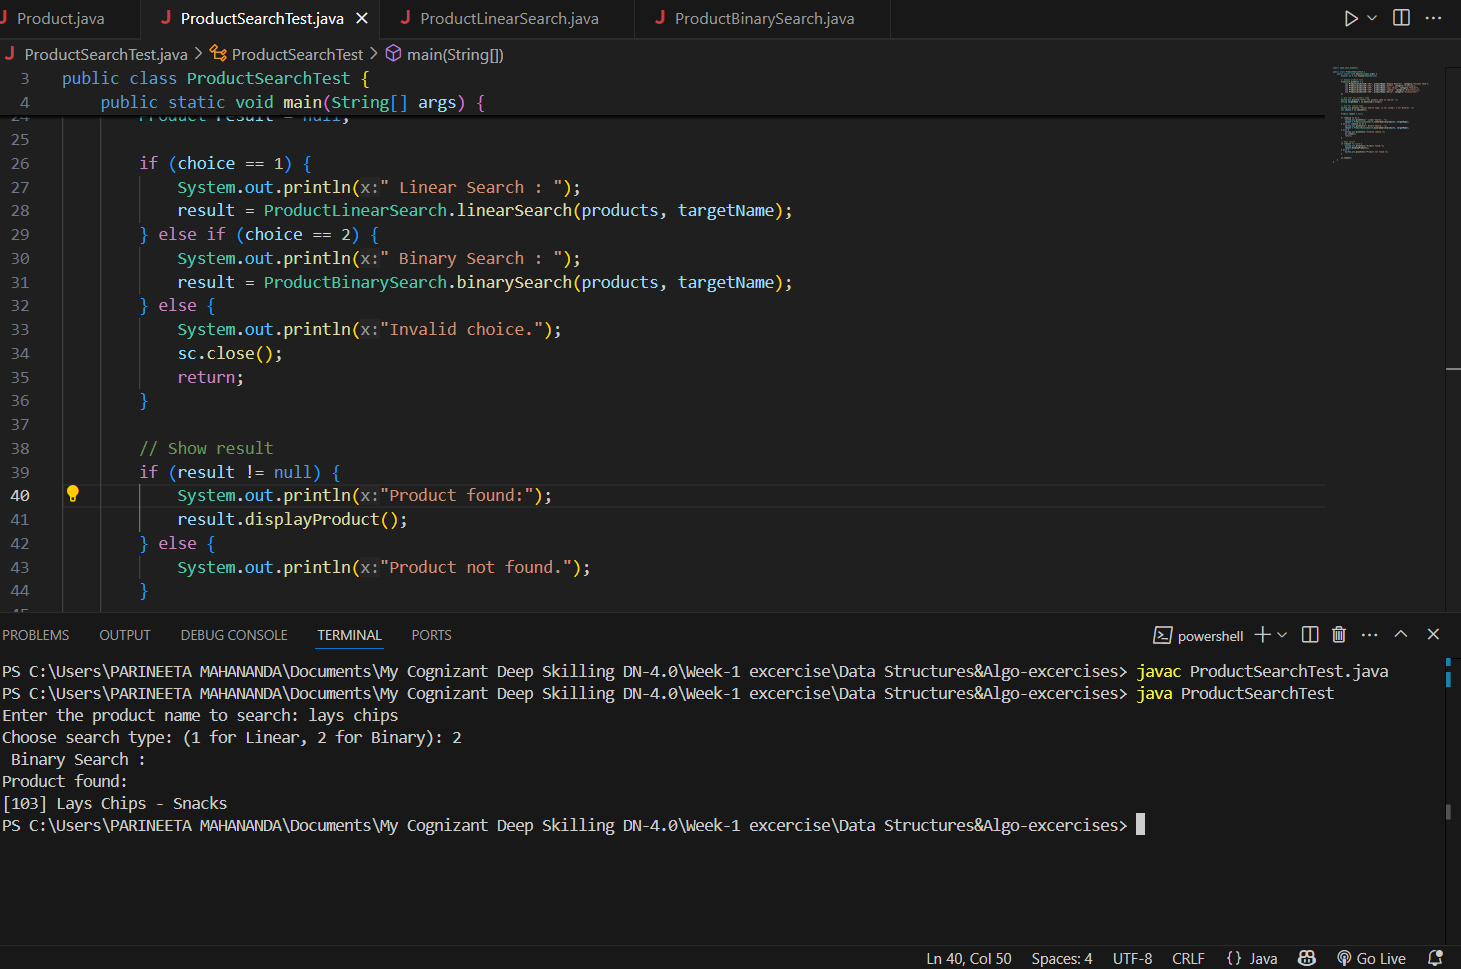 Product.java
ProductSearchTest.java
ProductLinearSearch.java
ProductBinarySearch.java
ProductSearchTest.java > ProductSearchTest > main(String[])
3 public class ProductSearchTest {
4 public static void main(String[] args) {
24 Product result = null;
25
26 if (choice == 1) {
27 System.out.println(x:" Linear Search : ");
28 result = ProductLinearSearch.linearSearch(products, targetName);
29 } else if (choice == 2) {
30 System.out.println(x:" Binary Search : ");
31 result = ProductBinarySearch.binarySearch(products, targetName);
32 } else {
33 System.out.println(x:"Invalid choice.");
34 sc.close();
35 return;
36 }
37
38 // Show result
39 if (result != null) {
40 System.out.println(x:"Product found:");
41 result.displayProduct();
42 } else {
43 System.out.println(x:"Product not found.");
44 }
45
PROBLEMS OUTPUT DEBUG CONSOLE TERMINAL PORTS
powershell
PS C:\Users\PARINEETA MAHANANDA\Documents\My Cognizant Deep Skilling DN-4.0\Week-1 excercise\Data Structures&Algo-excercises> javac ProductSearchTest.java
PS C:\Users\PARINEETA MAHANANDA\Documents\My Cognizant Deep Skilling DN-4.0\Week-1 excercise\Data Structures&Algo-excercises> java ProductSearchTest
Enter the product name to search: lays chips
Choose search type: (1 for Linear, 2 for Binary): 2
 Binary Search :
Product found:
[103] Lays Chips - Snacks
PS C:\Users\PARINEETA MAHANANDA\Documents\My Cognizant Deep Skilling DN-4.0\Week-1 excercise\Data Structures&Algo-excercises>
Ln 40, Col 50 Spaces: 4 UTF-8 CRLF {} Java Go Live